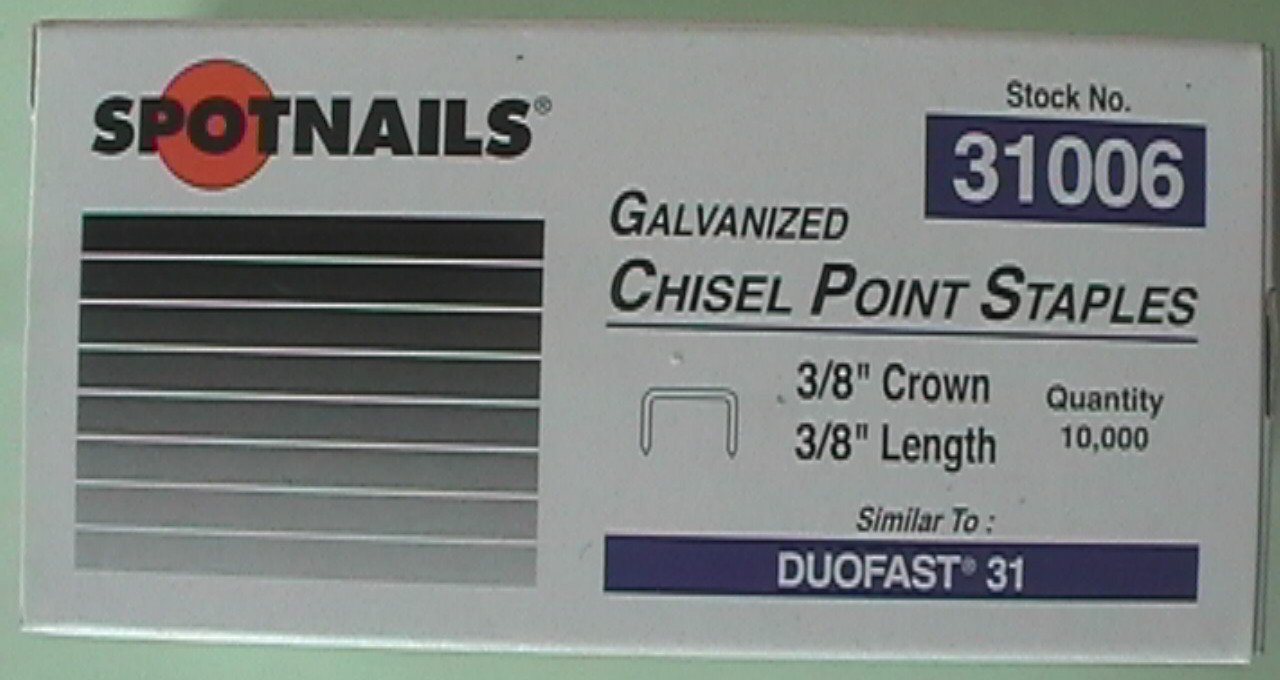 SPOTNAILS®
Stock No.
31006
GALVANIZED
CHISEL POINT STAPLES
3/8" Crown
3/8" Length
Quantity
10,000
Similar To :
DUOFAST® 31